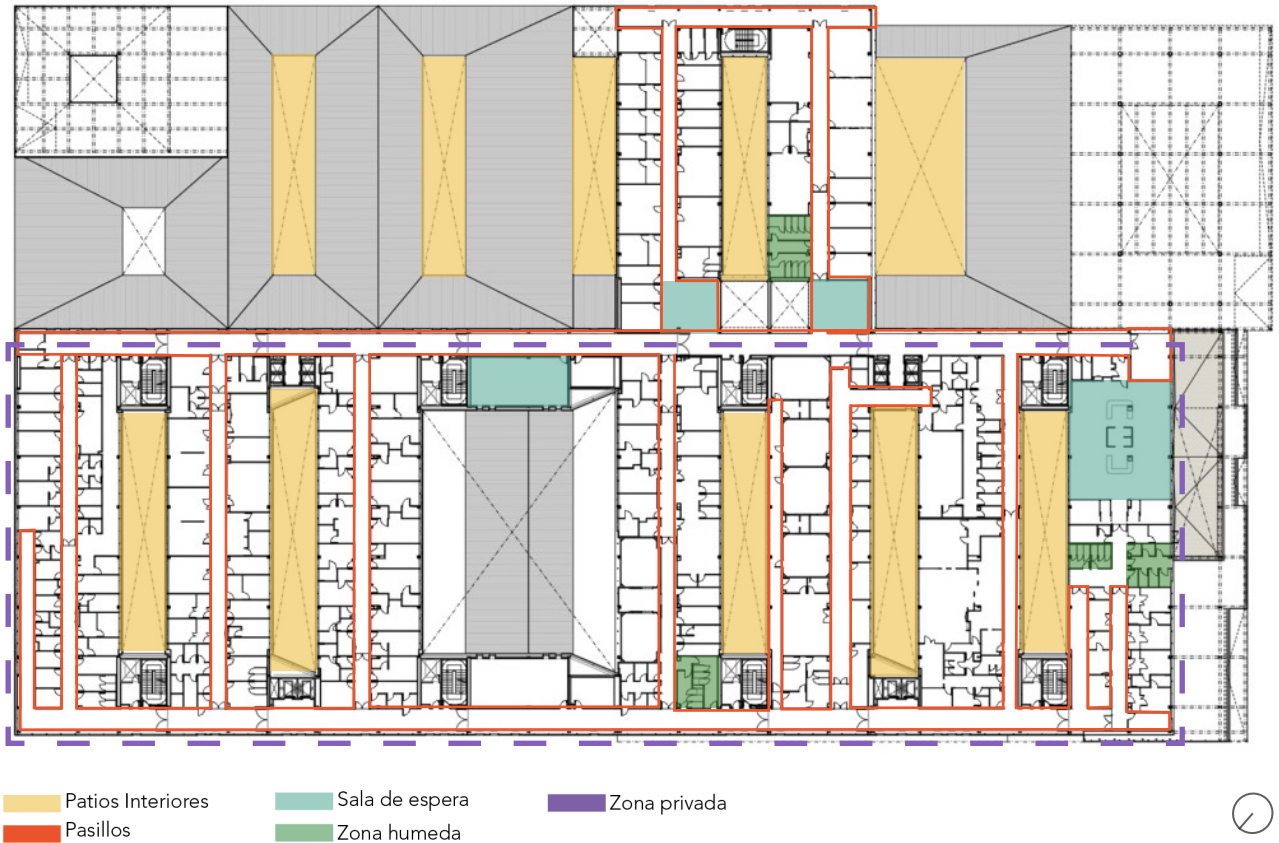 Patios Interiores
Pasillos
Sala de espera
Zona humeda
Zona privada